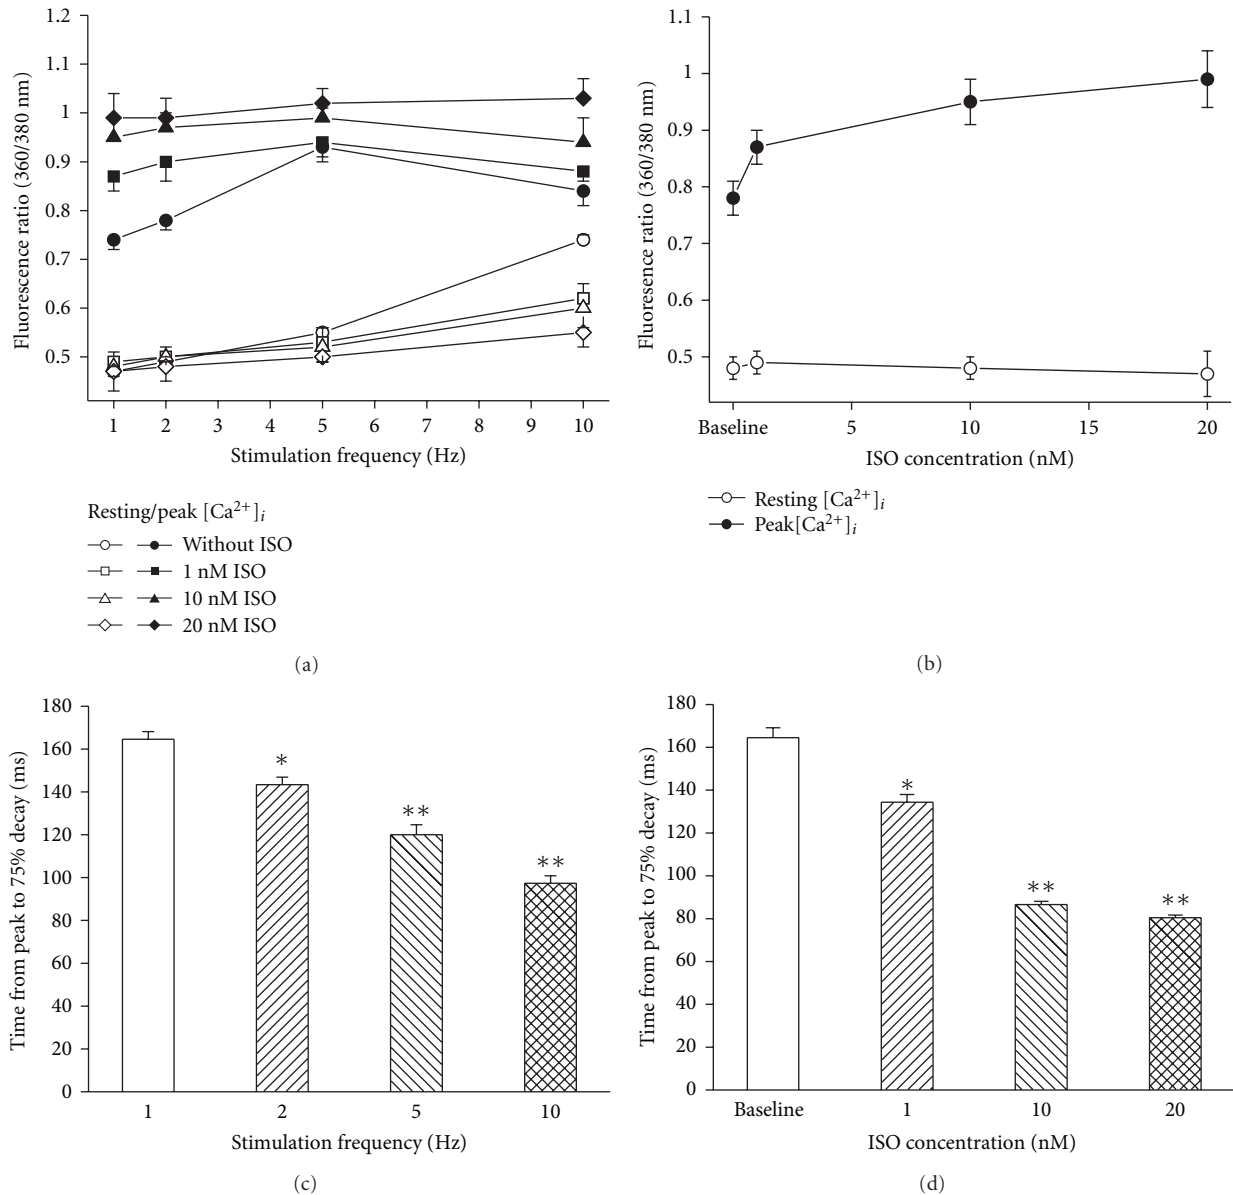 1.2
1.1
1
0.9
0.8
0.7
0.6
0.5
Fluorescence ratio (360/380 nm)
1 2 3 4 5 6 7 8 9 10
Stimulation frequency (Hz)
Resting/peak [Ca2+]i
Without ISO
1 nM ISO
10 nM ISO
20 nM ISO
(a)
1.1
1
0.9
0.8
0.7
0.6
0.5
Fluoresence ratio (360/380 nm)
Baseline 5 10 15 20
ISO concentration (nM)
Resting [Ca2+]i
Peak[Ca2+]i
(b)
180
160
140
120
100
80
60
40
20
0
Time from peak to 75% decay (ms)
*
**
**
1 2 5 10
Stimulation frequency (Hz)
(c)
180
160
140
120
100
80
60
40
20
0
Time from peak to 75% decay (ms)
*
**
**
Baseline 1 10 20
ISO concentration (nM)
(d)